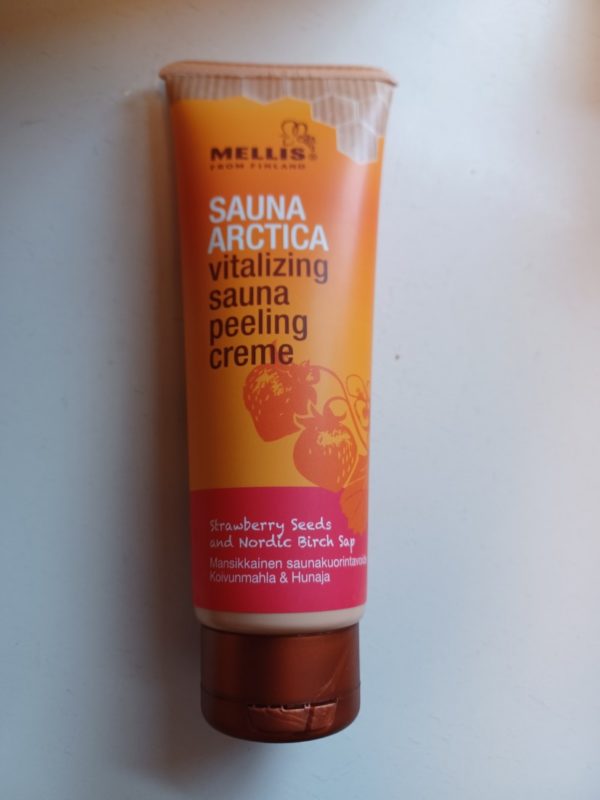 MELLIS®
FROM FINLAND
SAUNA
ARCTICA
vitalizing
sauna
peeling
creme
Strawberry Seeds
and Nordic Birch Sap
Mansikkainen saunakuorintavoide
Koivunmahla & Hunaja